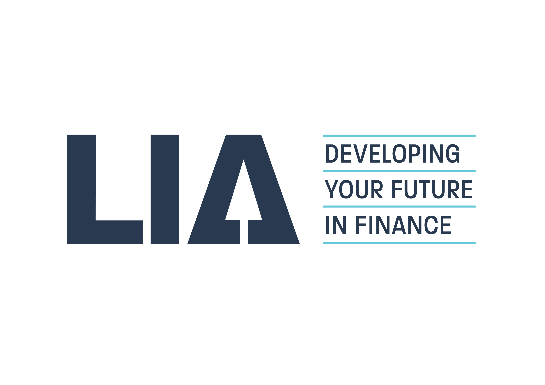 LIA
DEVELOPING
YOUR FUTURE
IN FINANCE